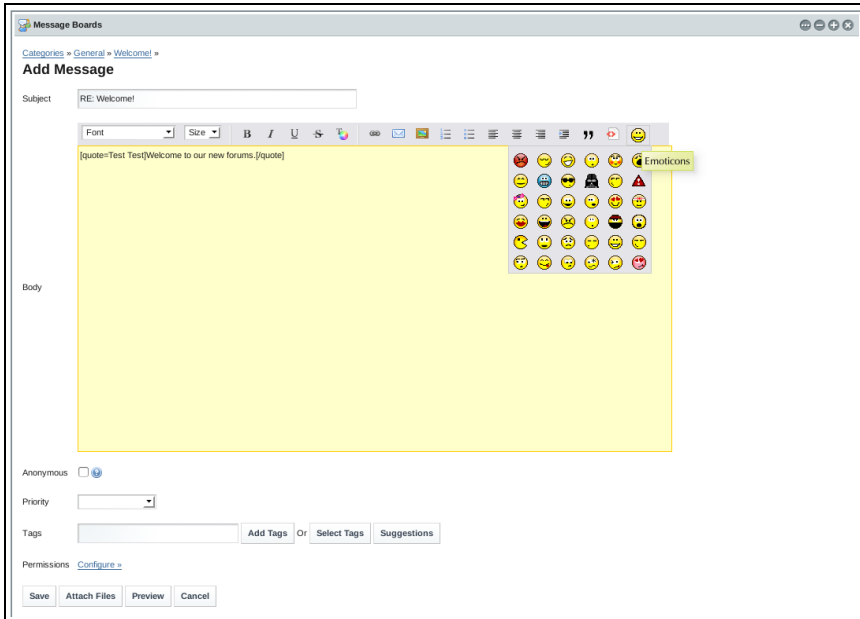 Message Boards
Categories » General » Welcome! »
Add Message
Subject RE: Welcome!
Font Size B I U S
[quote=Test Test]Welcome to our new forums.[/quote]
Emoticons
Body
Anonymous
Priority
Tags Add Tags Or Select Tags Suggestions
Permissions Configure »
Save Attach Files Preview Cancel